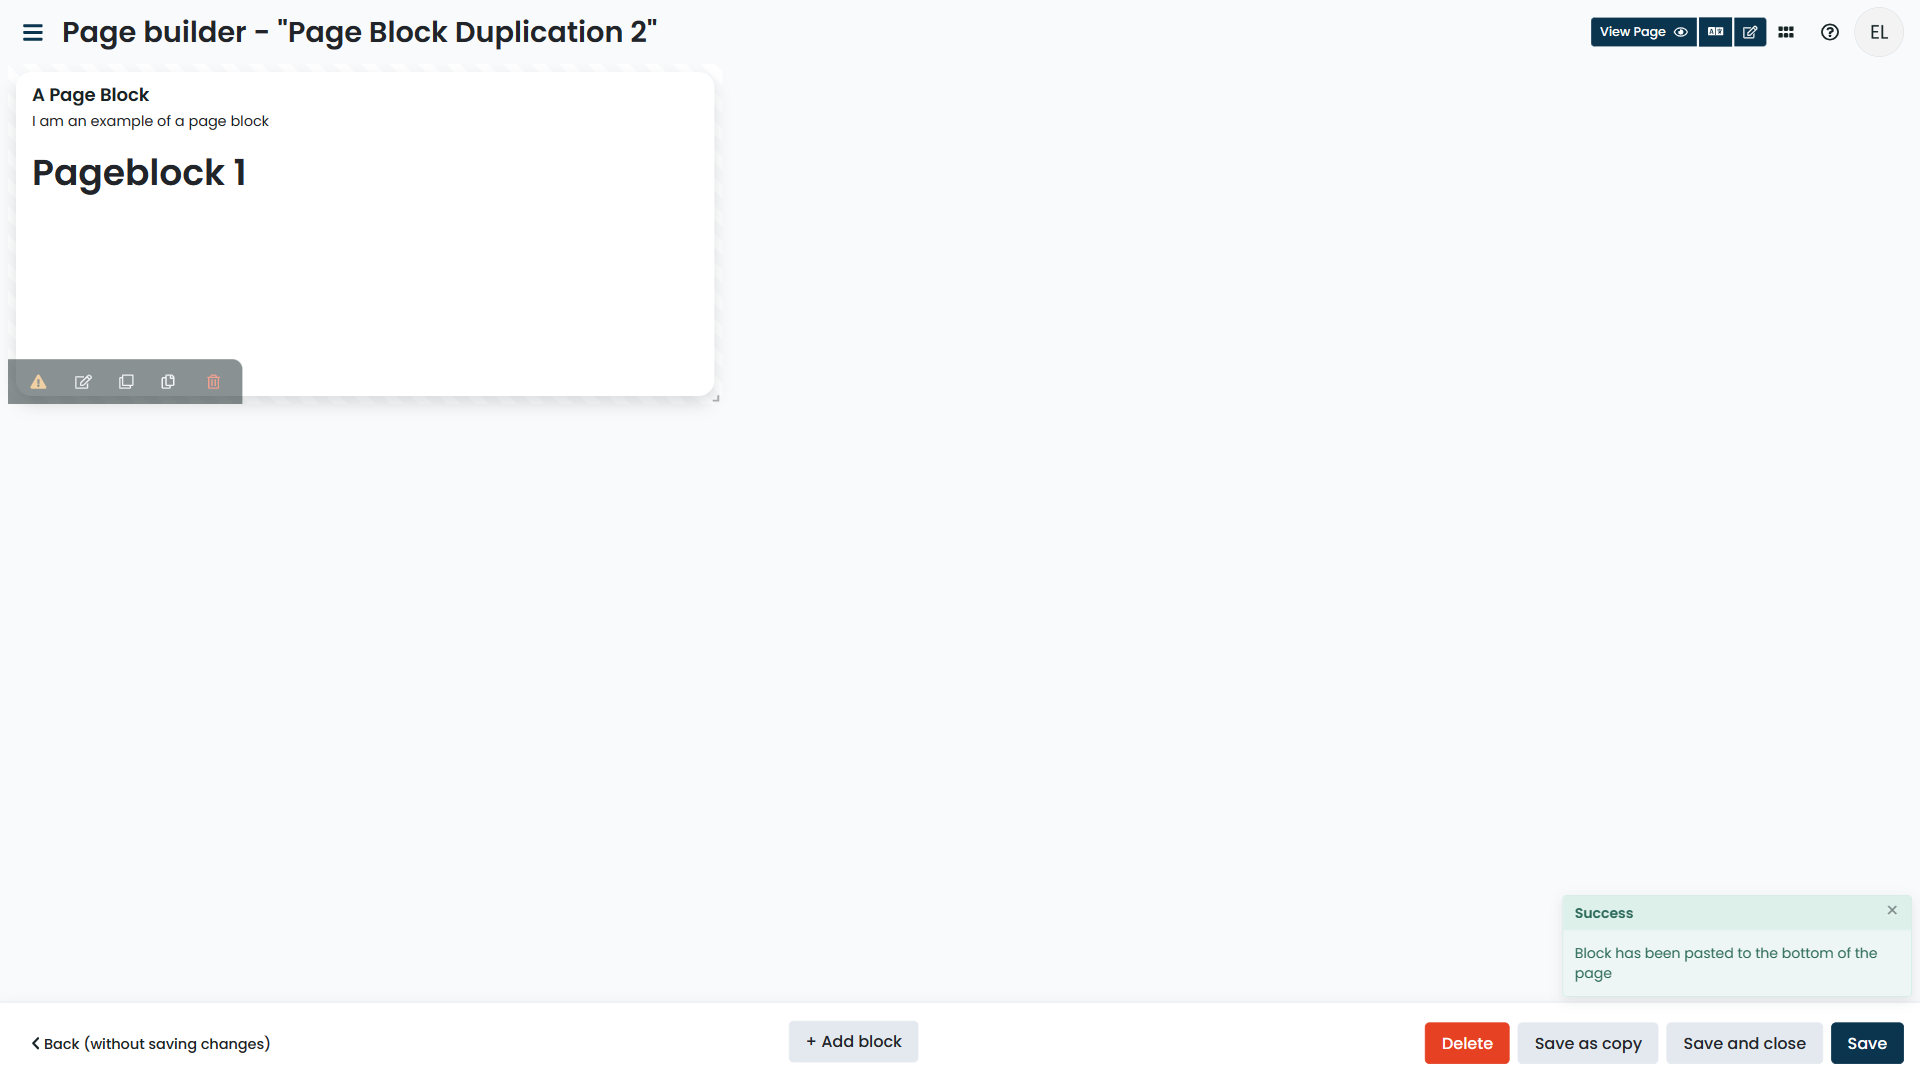 Page builder - "Page Block Duplication 2"
View Page
EL
A Page Block
I am an example of a page block
Pageblock 1
Success
Block has been pasted to the bottom of the
page
Back (without saving changes)
+ Add block
Delete
Save as copy
Save and close
Save